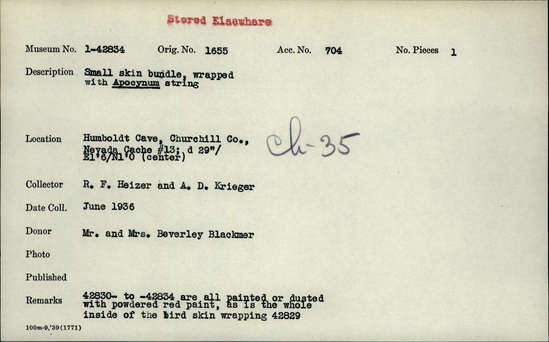 Stored Elsewhere
Museum No. 1-42834 Orig. No. 1655 Acc. No. 704 No. Pieces 1
Description Small skin bundle, wrapped
with Apocynum string
Location Humboldt Cave, Churchill Co.,
Nevada Cache #13; d 29"/
E1'6/N1'0 (center)
ch-35
Collector R. F. Heizer and A. D. Krieger
Date Coll. June 1936
Donor Mr. and Mrs. Beverley Blackmer
Photo
Published
Remarks 42830- to -42834 are all painted or dusted
with powdered red paint, as is the whole
inside of the bird skin wrapping 42829
100m-9,'39(1771)